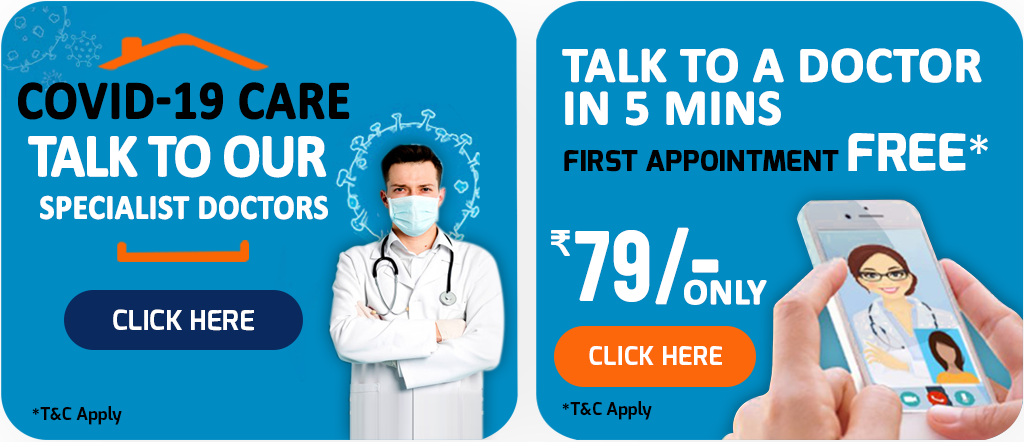 COVID-19 CARE
TALK TO OUR
SPECIALIST DOCTORS
CLICK HERE
*T&C Apply
TALK TO A DOCTOR
IN 5 MINS
FIRST APPOINTMENT FREE*
₹79/- ONLY
CLICK HERE
*T&C Apply